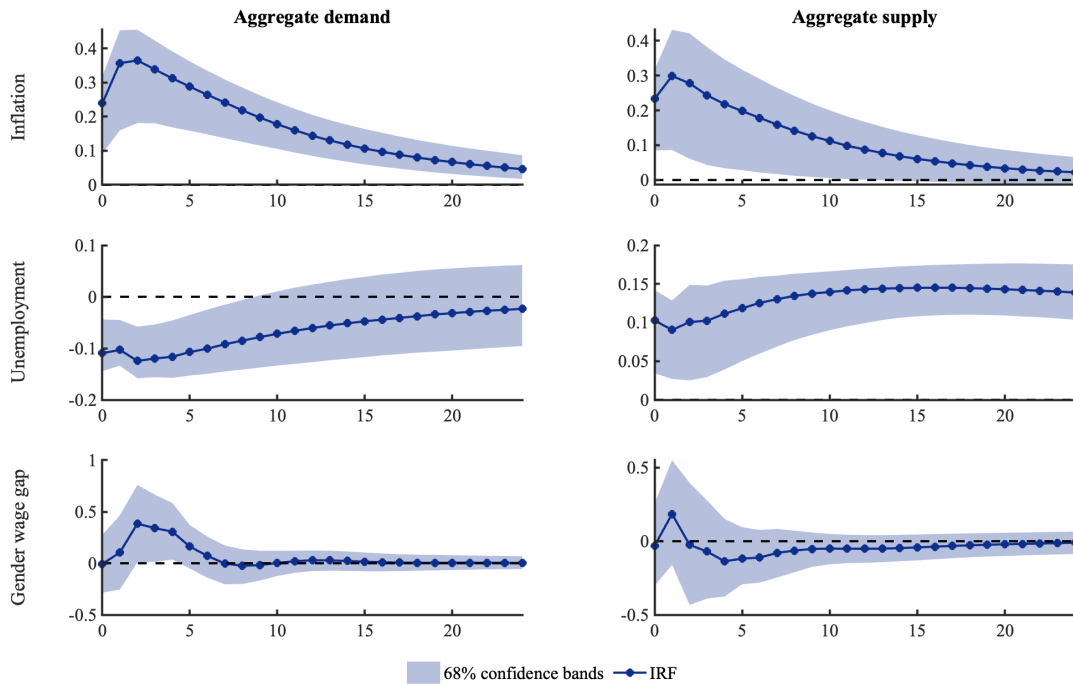 Aggregate demand
Aggregate supply
Inflation
0.4
0.3
0.2
0.1
0
0 5 10 15 20
0.4
0.3
0.2
0.1
0
0 5 10 15 20
Unemployment
0.1
0
-0.1
-0.2
0 5 10 15 20
0.2
0.15
0.1
0.05
0
0 5 10 15 20
Gender wage gap
1
0.5
0
-0.5
0 5 10 15 20
0.5
0
-0.5
0 5 10 15 20
68% confidence bands IRF